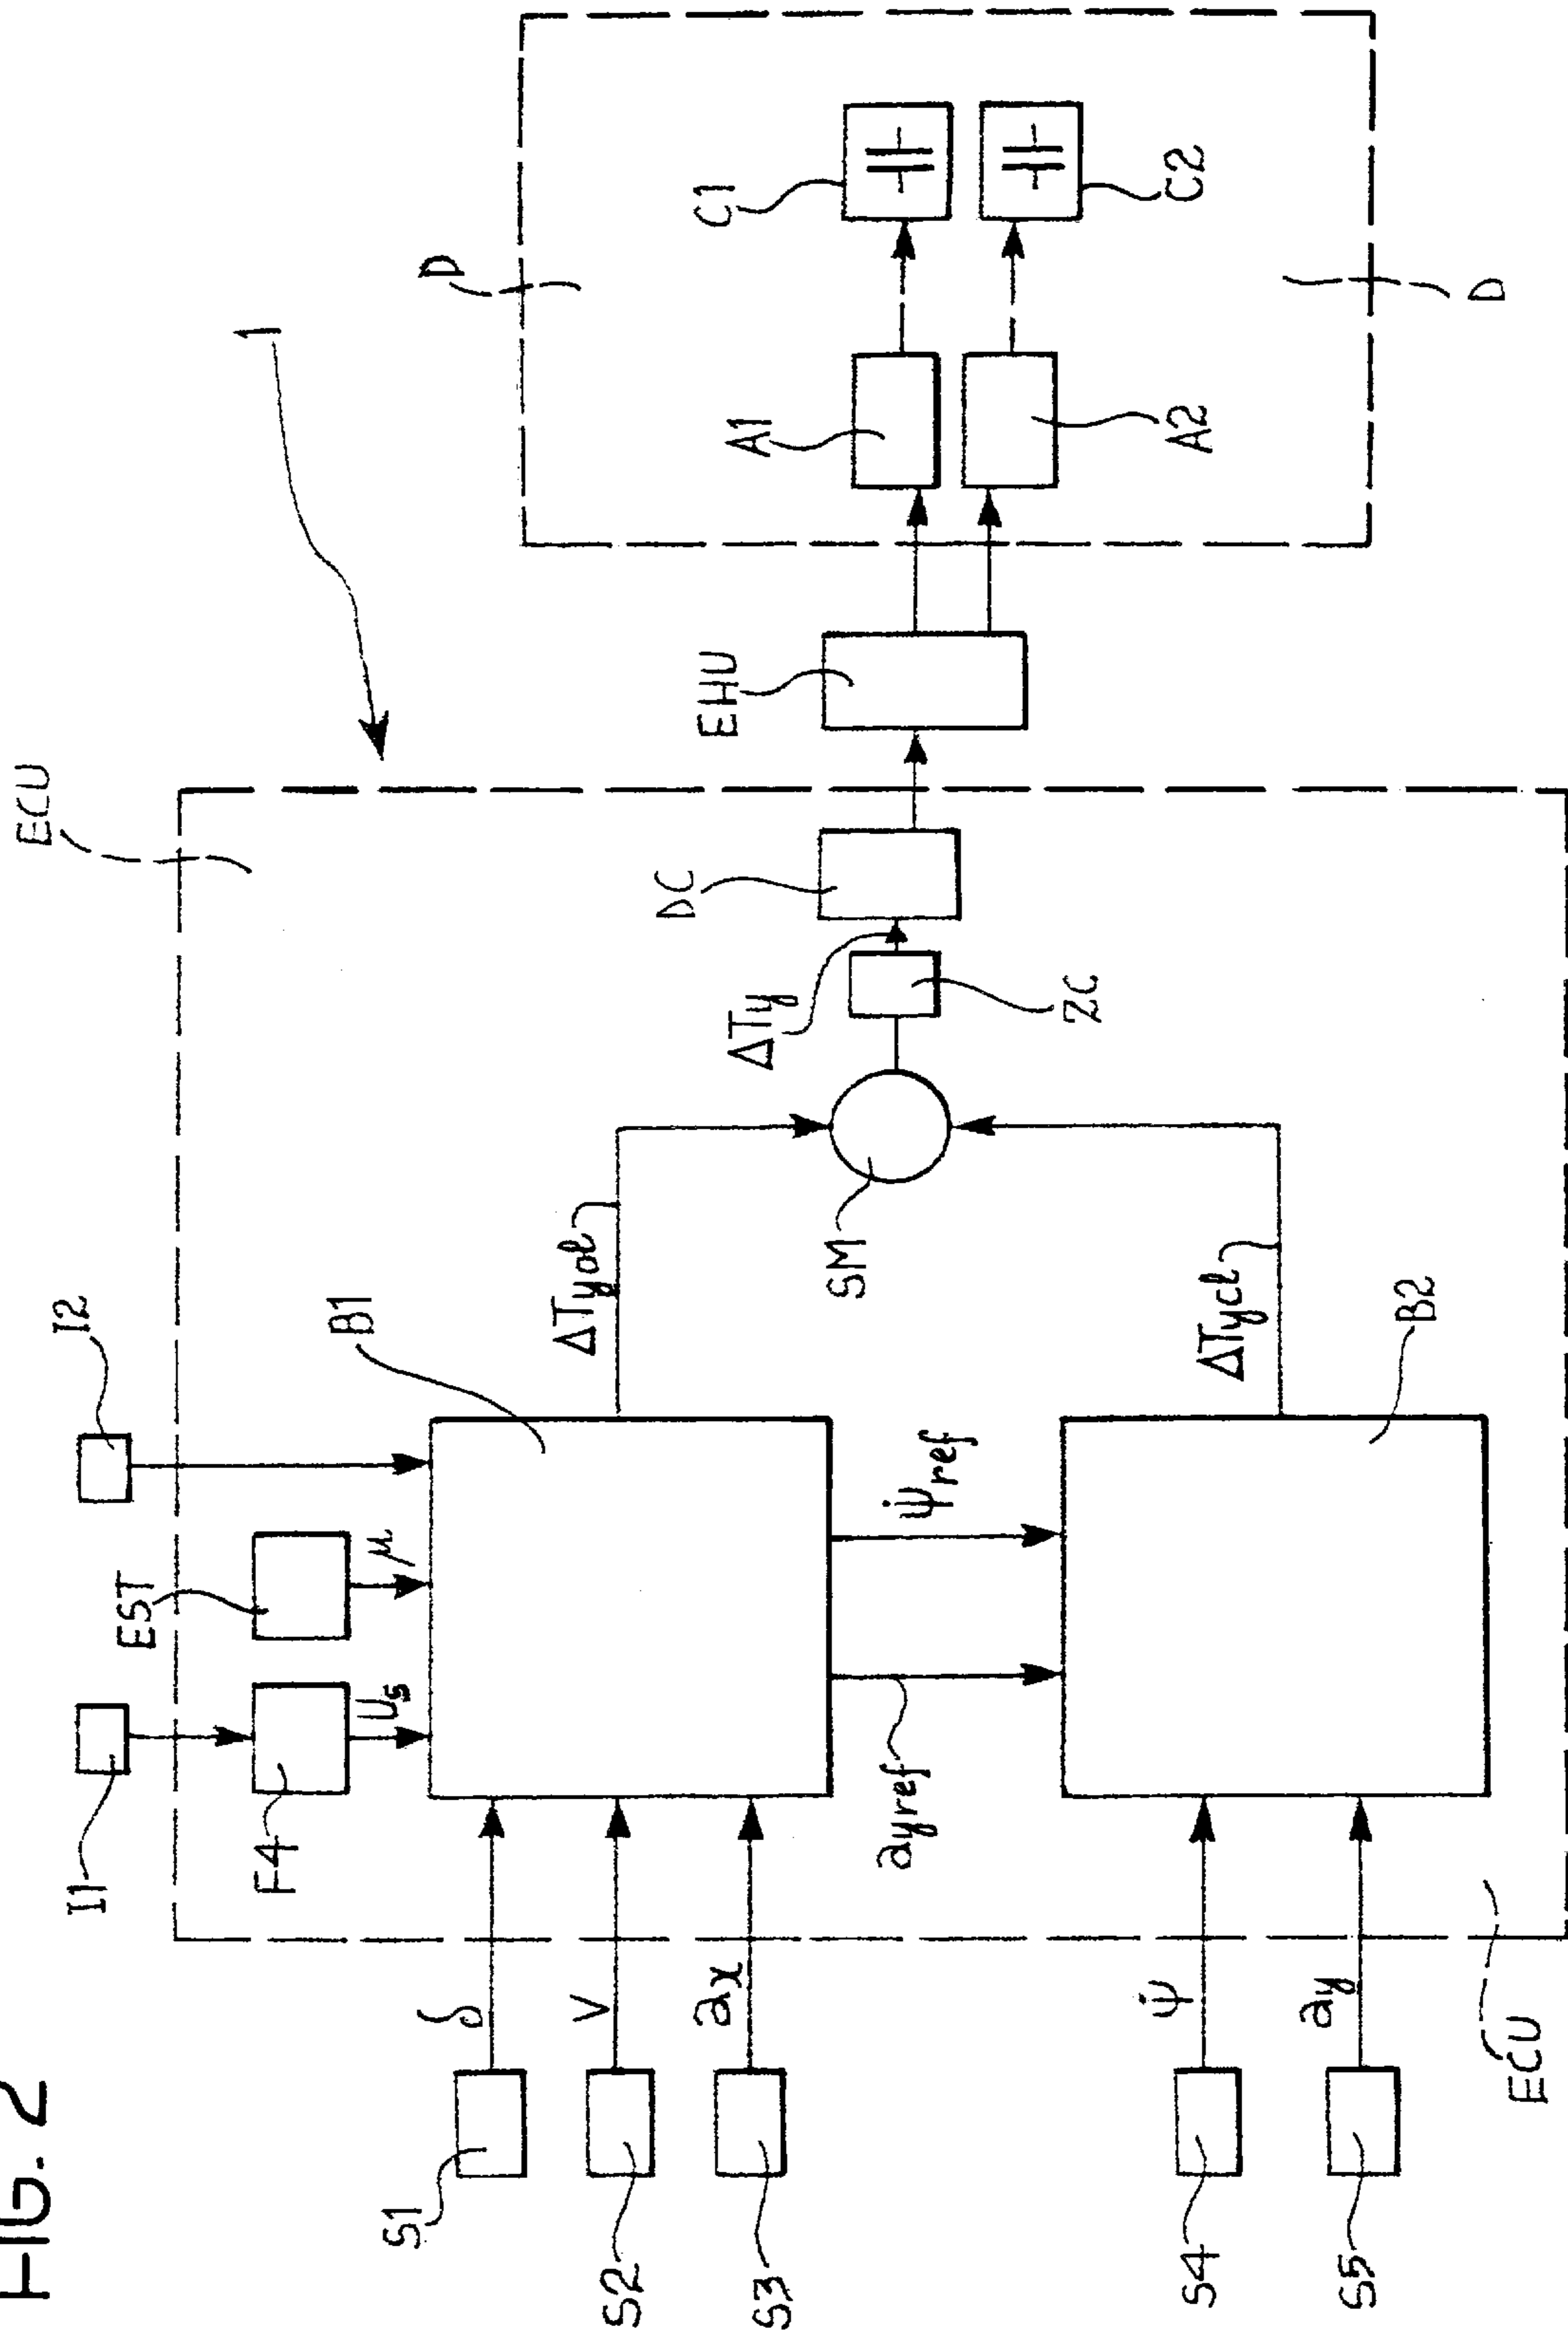 FIG. 2
1
ECU
I1
I2
EST
F4
Us
μ
B1
S1
δ
S2
V
S3
ax
ayref
ψ̇ref
ΔTyol
ΔTycl
SM
ΔTy
ZC
DC
EHU
D
A1
C1
A2
C2
D
B2
S4
ψ̇
S5
ay
ECU